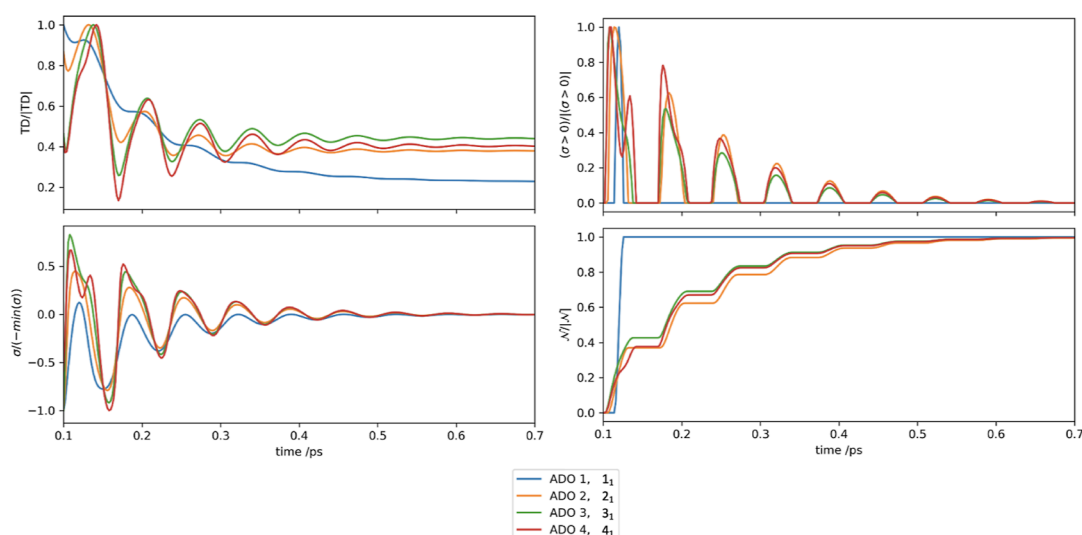 1.0
0.8
0.6
0.4
0.2
TD/|TD|
1.0
0.8
0.6
0.4
0.2
0.0
(σ > 0)/|(σ > 0)|
0.5
0.0
−0.5
−1.0
σ/(−min(σ))
0.1 0.2 0.3 0.4 0.5 0.6 0.7
time /ps
1.0
0.8
0.6
0.4
0.2
0.0
𝒩/|𝒩|
0.1 0.2 0.3 0.4 0.5 0.6 0.7
time /ps
ADO 1, 1₁
ADO 2, 2₁
ADO 3, 3₁
ADO 4, 4₁